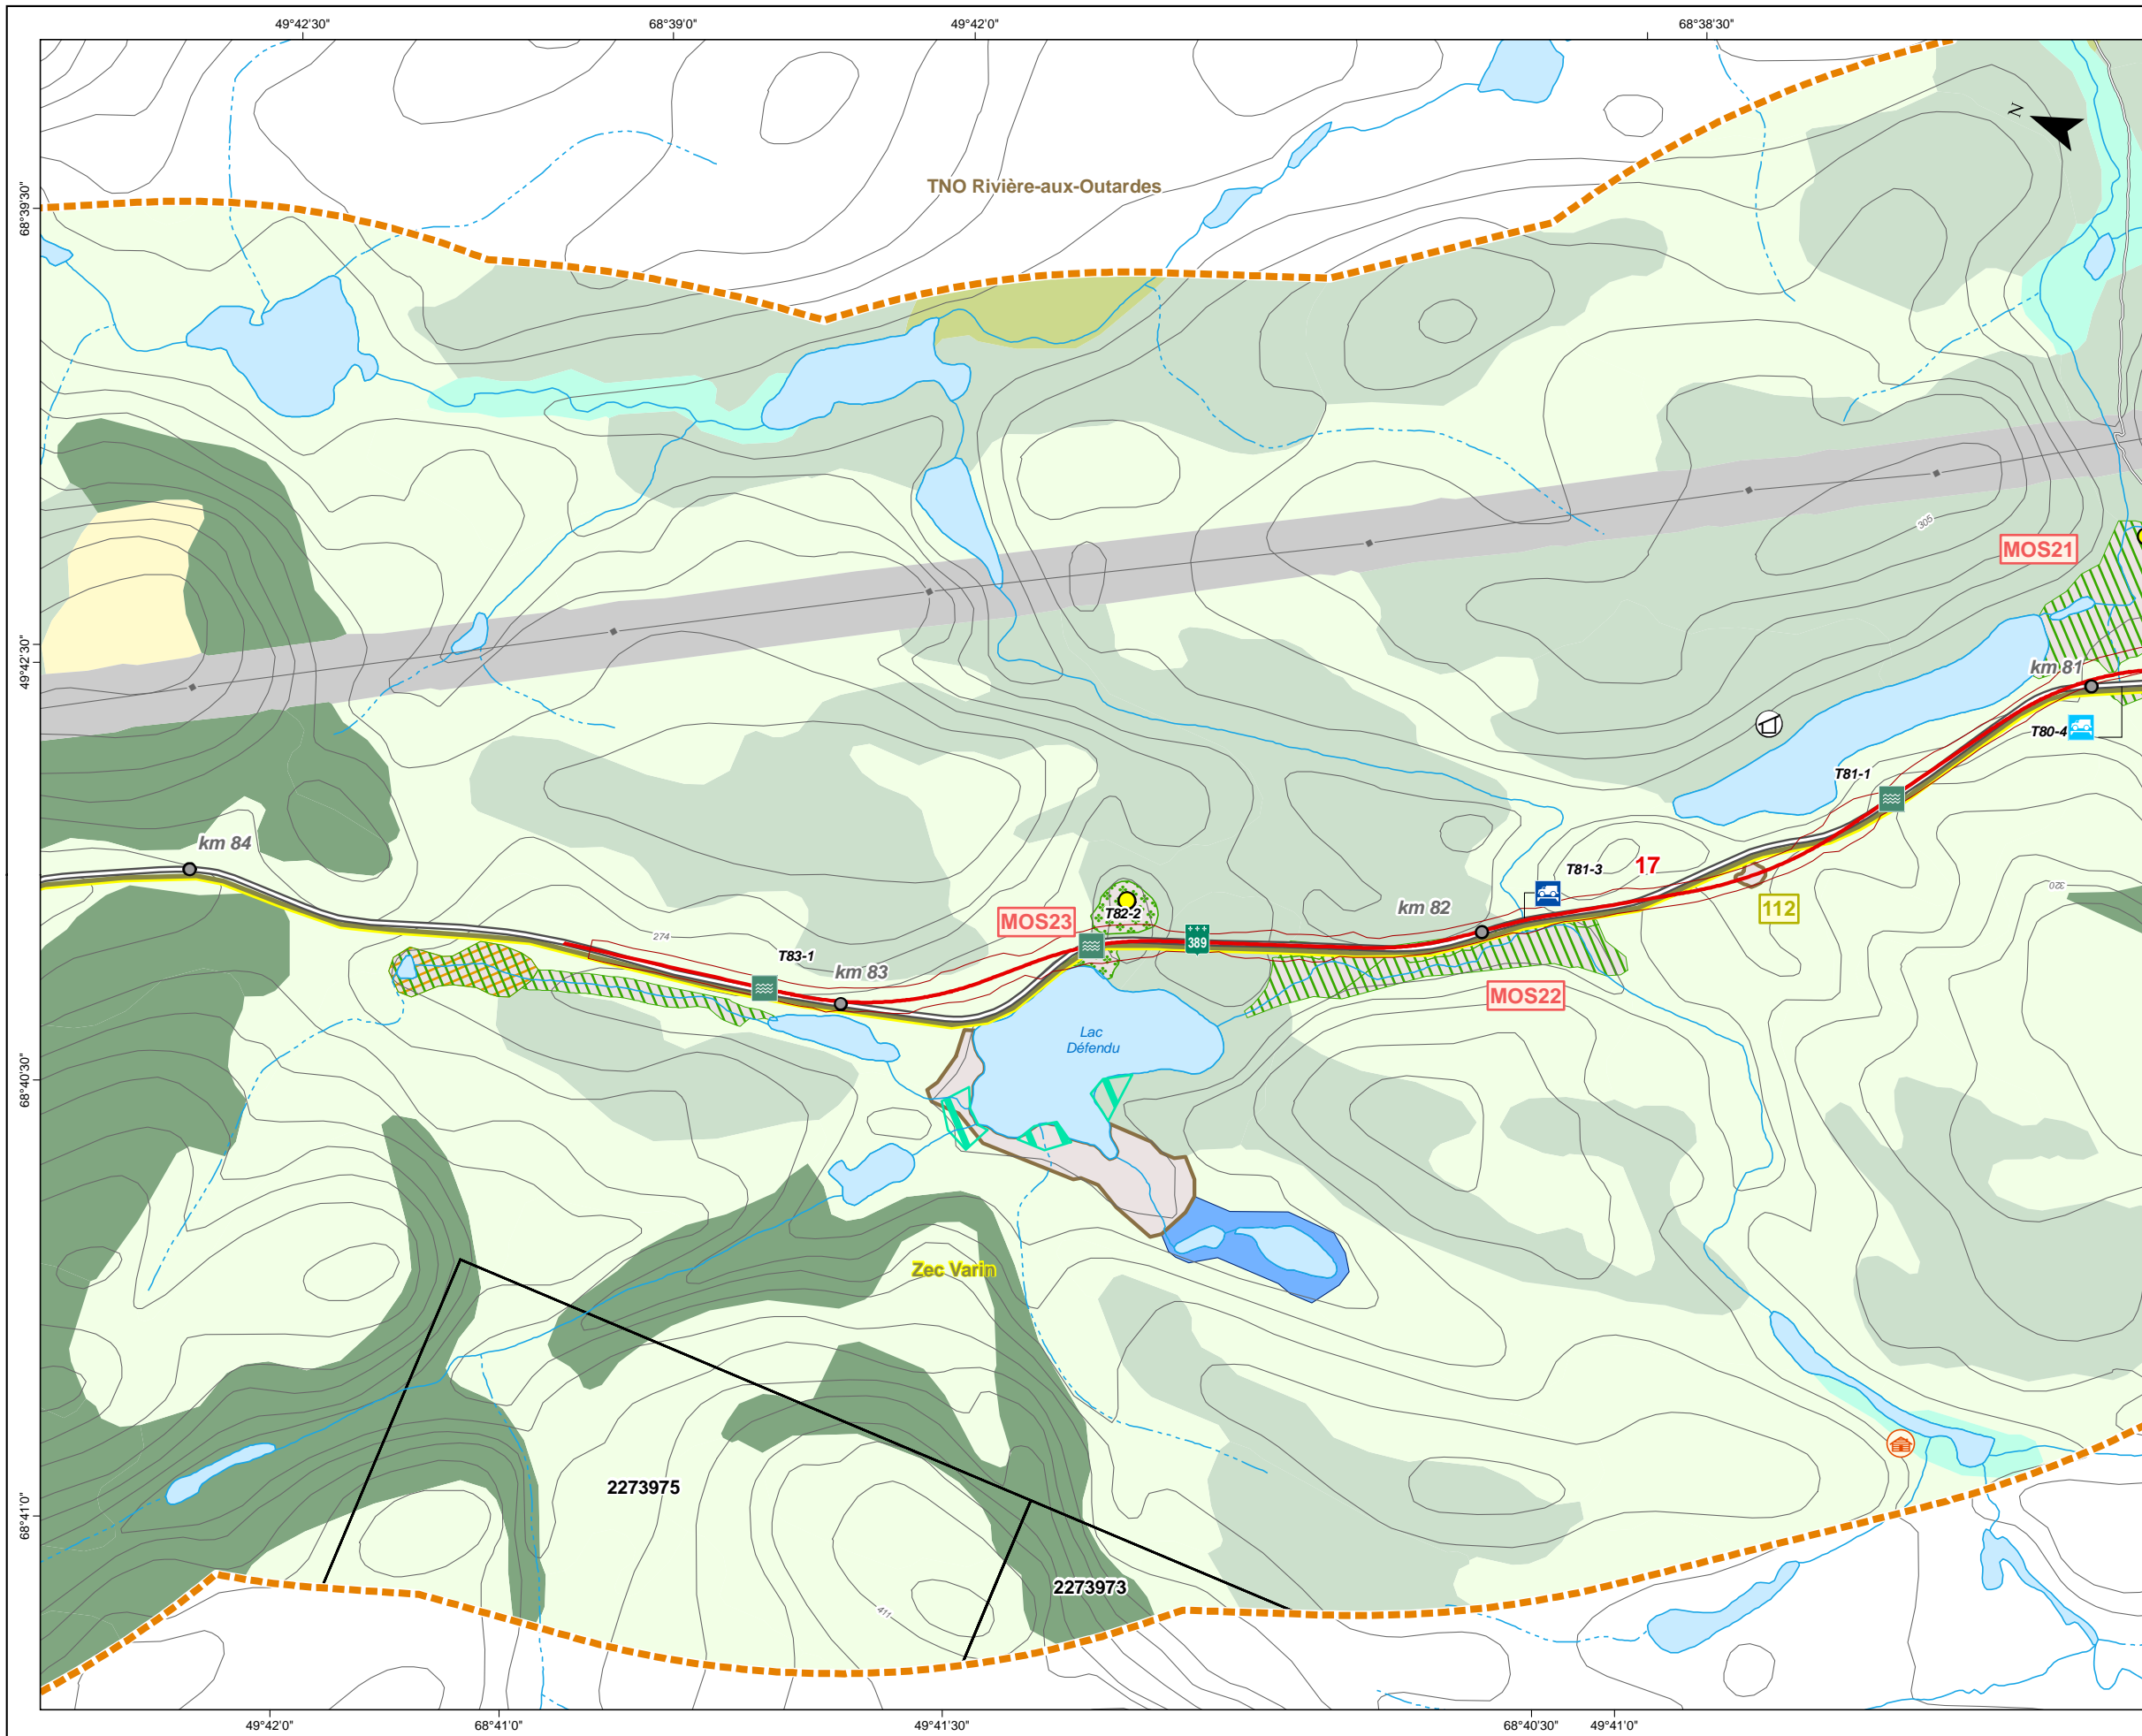 49°42'30"
68°39'0"
49°42'0"
68°38'30"
N
68°39'30"
TNO Rivière-aux-Outardes
305
MOS21
49°42'30"
km 81
T80-4
T81-1
km 84
T81-3
17
320
T82-2
km 82
112
MOS23
274
389
T83-1
km 83
MOS22
Lac
Défendu
68°40'30"
Zec Varin
2273975
68°41'0"
2273973
411
49°42'0"
68°41'0"
49°41'30"
68°40'30"
49°41'0"